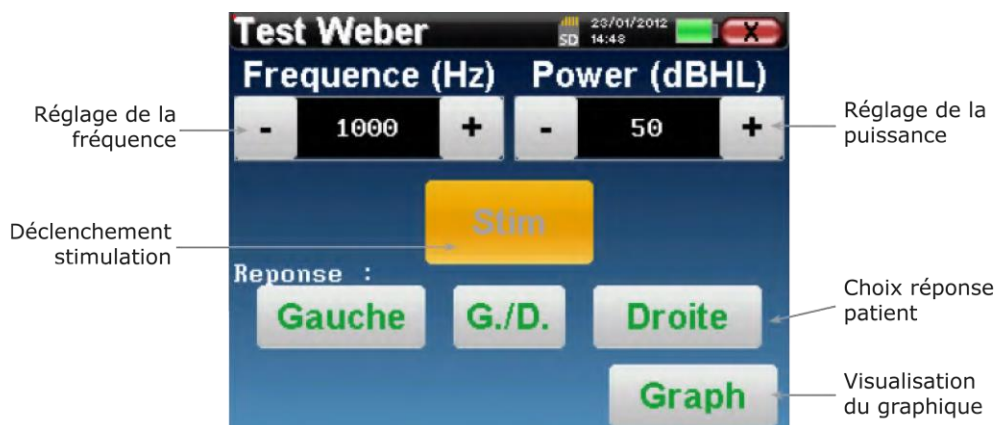 Test Weber
SD 23/01/2012
14:48
X
Frequence (Hz) Power (dBHL)
Réglage de la
fréquence
- 1000 + - 50 +
Réglage de la
puissance
Stim
Déclenchement
stimulation
Reponse :
Gauche G./D. Droite
Choix réponse
patient
Graph
Visualisation
du graphique